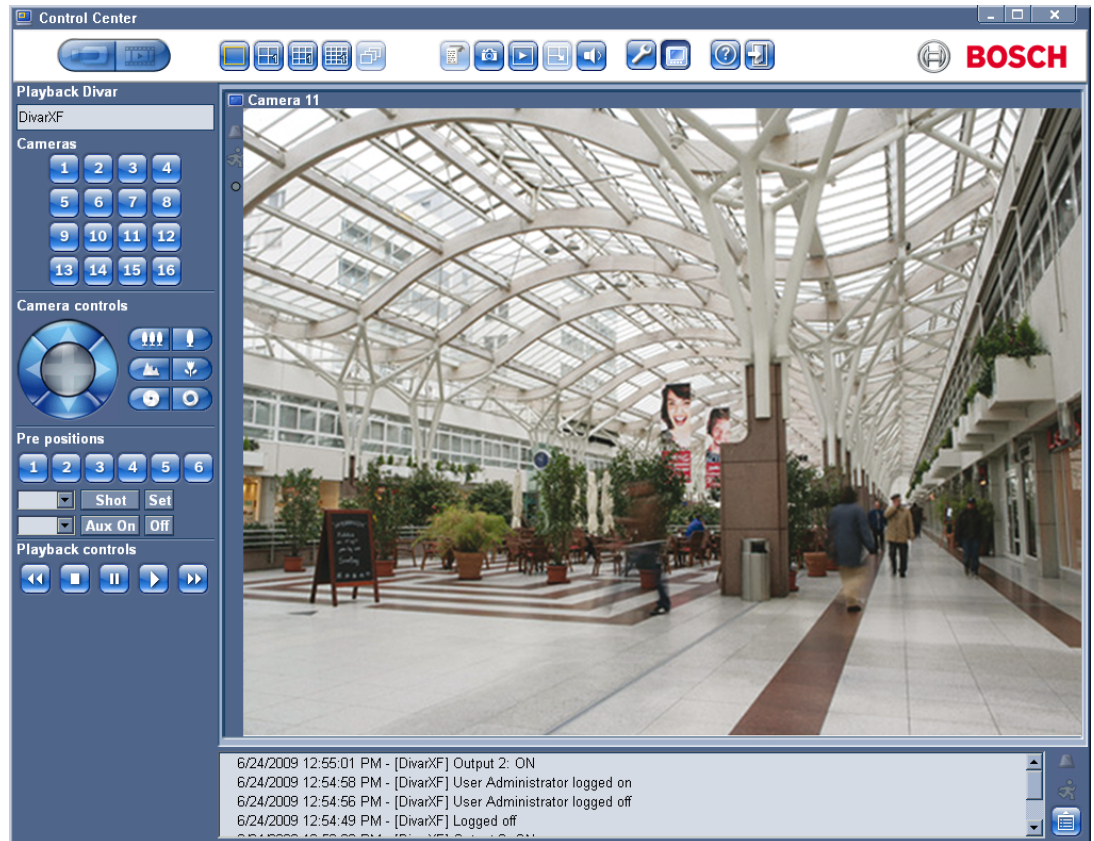 Control Center
BOSCH
Playback Divar
DivarXF
Cameras
1 2 3 4
5 6 7 8
9 10 11 12
13 14 15 16
Camera controls
Pre positions
1 2 3 4 5 6
Shot Set
Aux On Off
Playback controls
Camera 11
6/24/2009 12:55:01 PM - [DivarXF] Output 2: ON
6/24/2009 12:54:58 PM - [DivarXF] User Administrator logged on
6/24/2009 12:54:56 PM - [DivarXF] User Administrator logged off
6/24/2009 12:54:49 PM - [DivarXF] Logged off